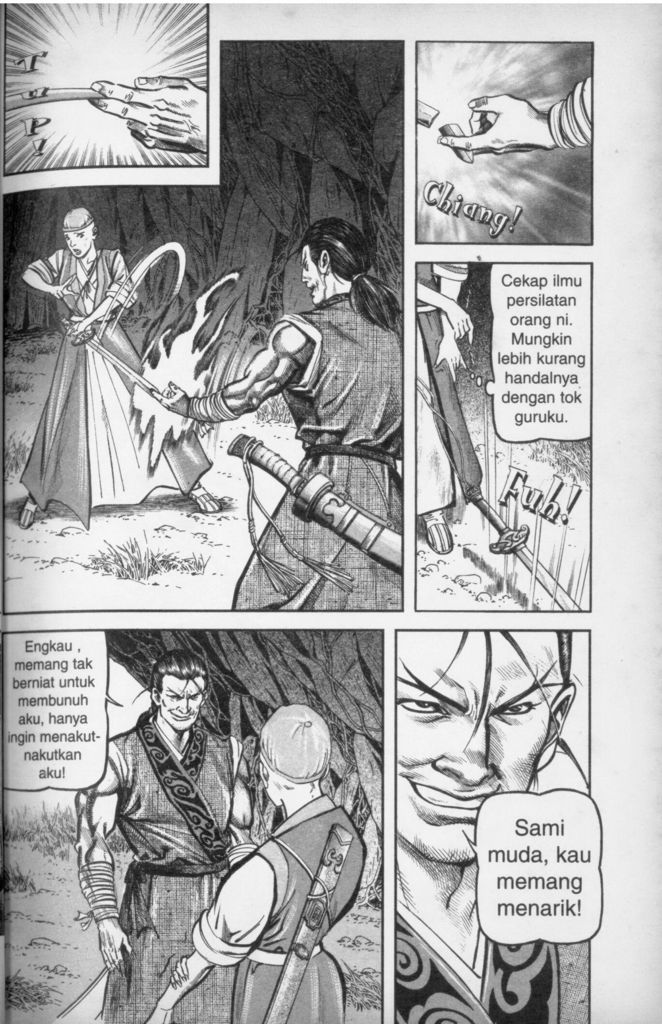 Tup!
Chiang!
Cekap ilmu
persilatan
orang ni.
Mungkin
lebih kurang
handalnya
dengan tok
guruku.
Fuh!
Engkau ,
memang tak
berniat untuk
membunuh
aku, hanya
ingin menakut-
nakutkan
aku!
Sami
muda, kau
memang
menarik!